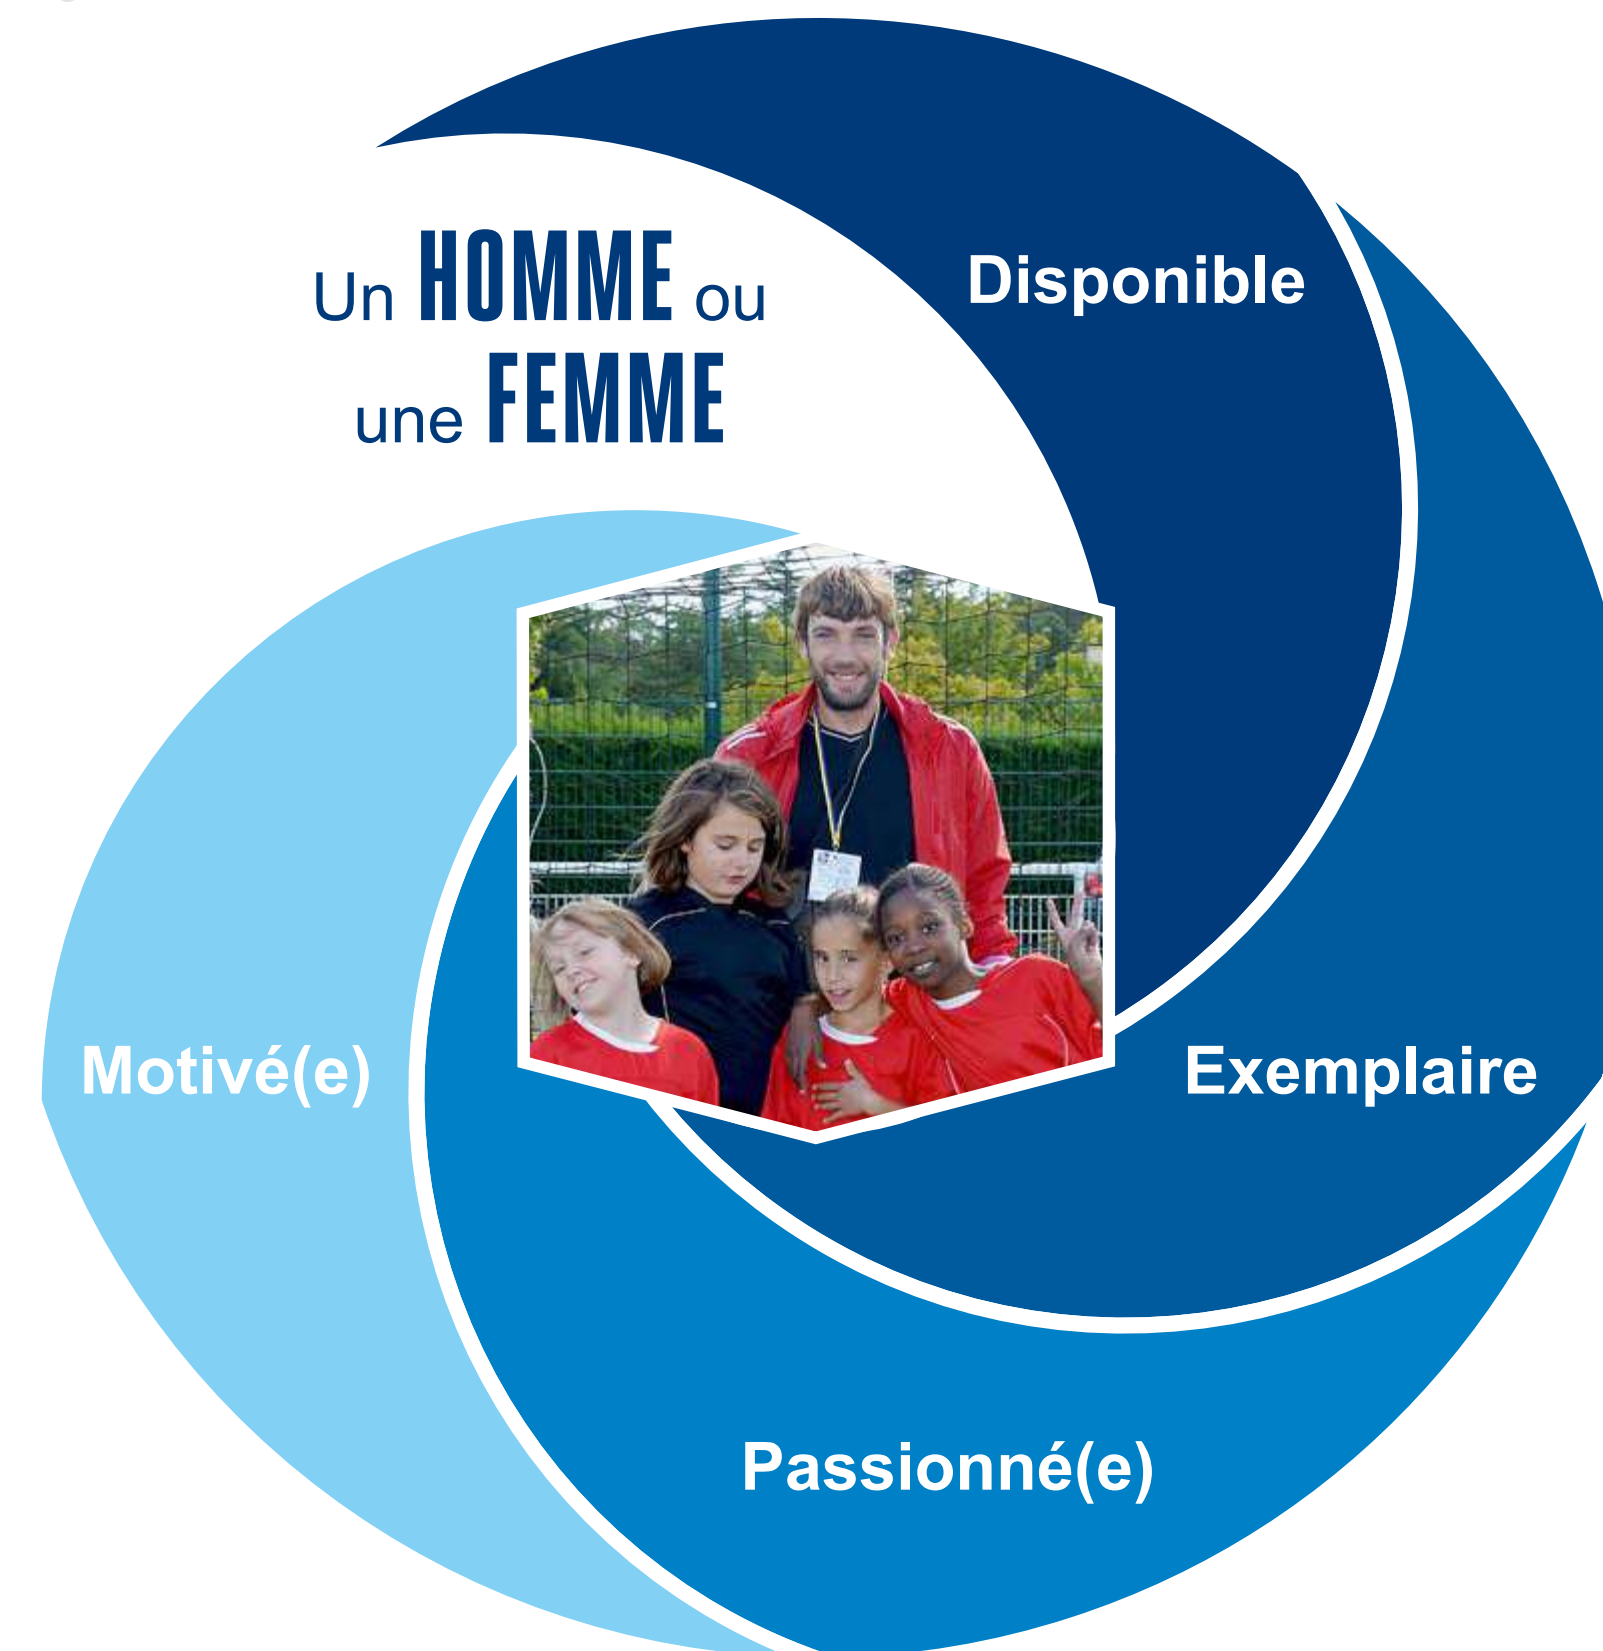 Un HOMME ou
une FEMME
Disponible
Exemplaire
Passionné(e)
Motivé(e)